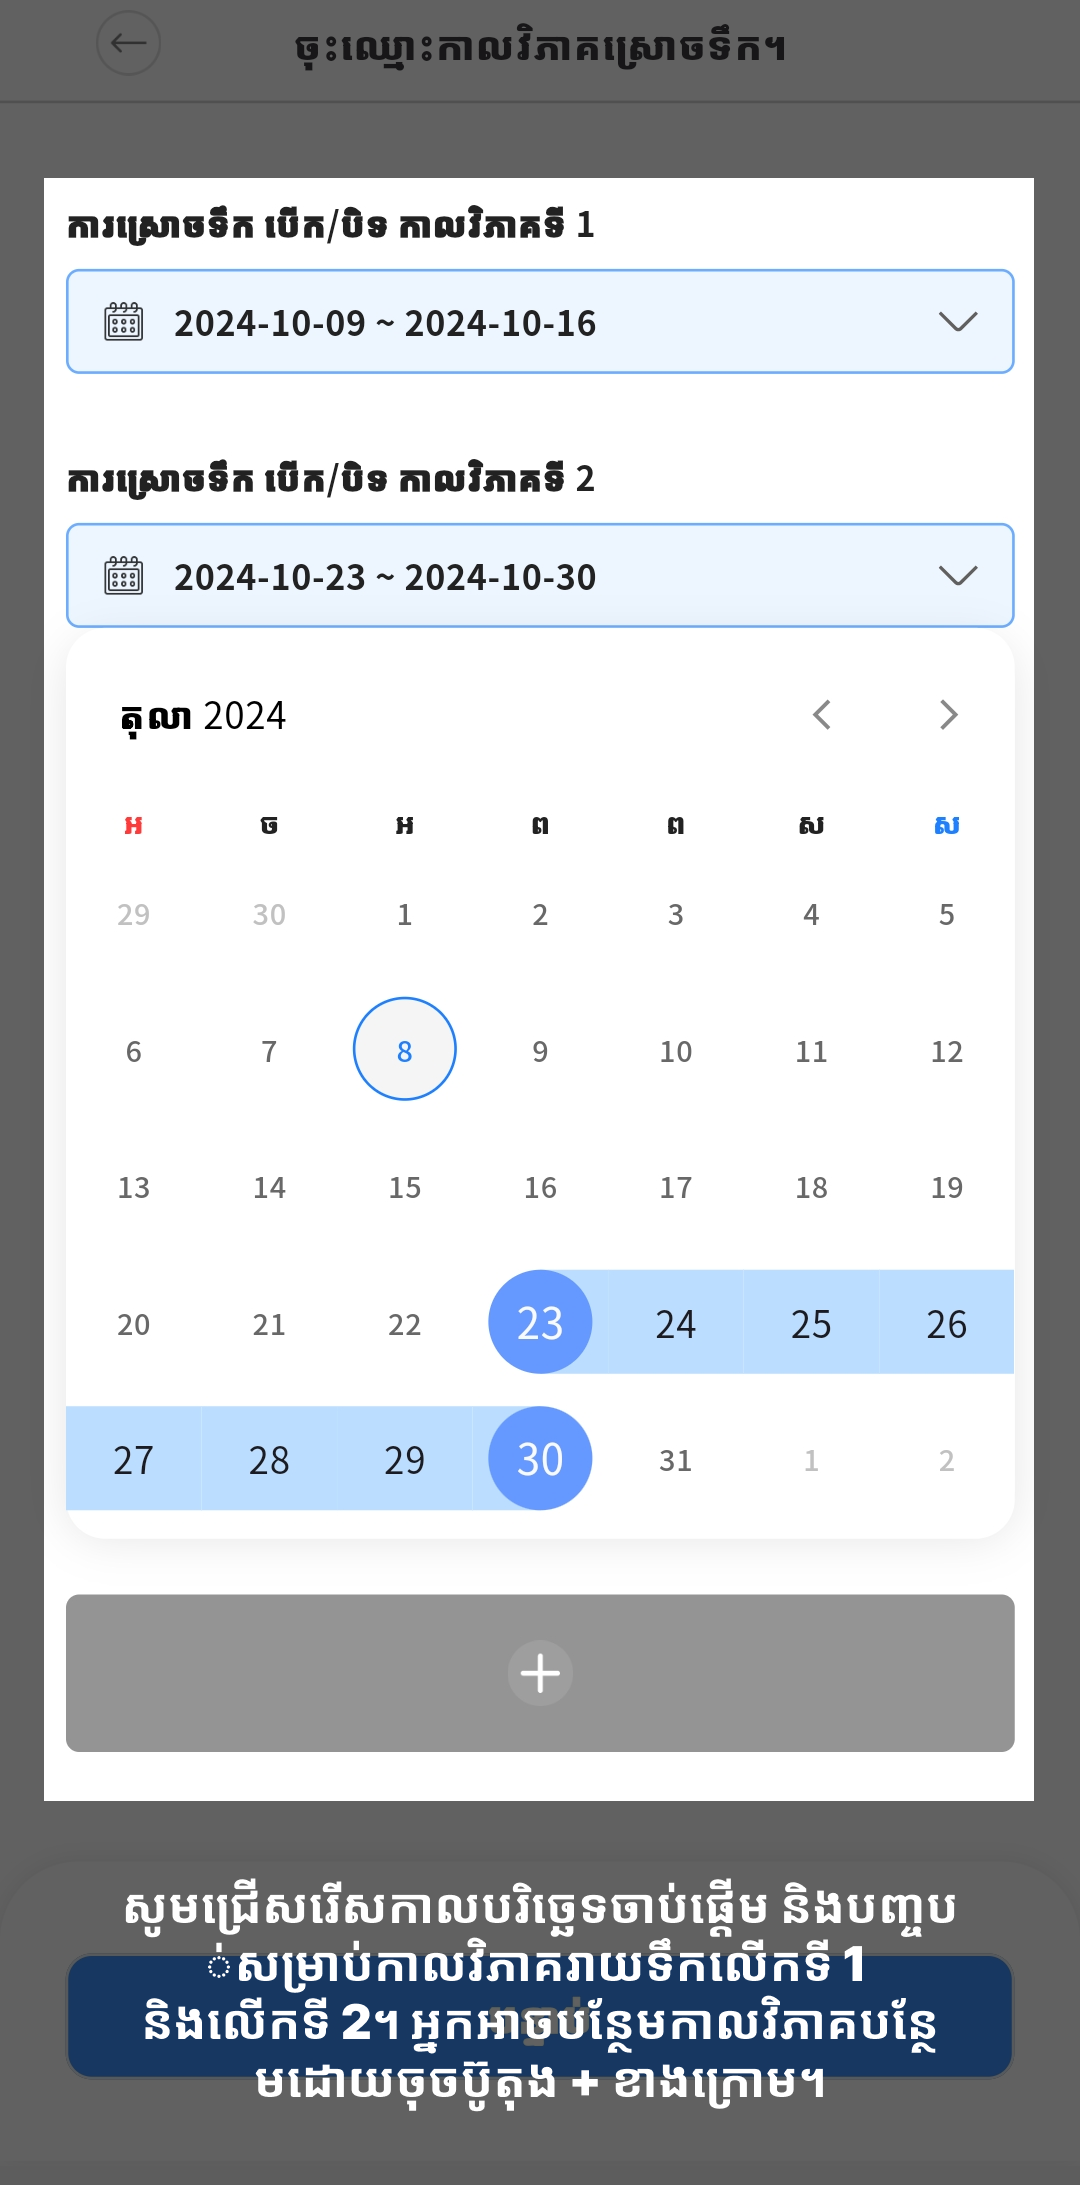 ចុះឈ្មោះកាលវិភាគស្រោចទឹក។
ការស្រោចទឹក បើក/បិទ កាលវិភាគទី 1
2024-10-09 ~ 2024-10-16
ការស្រោចទឹក បើក/បិទ កាលវិភាគទី 2
2024-10-23 ~ 2024-10-30
តុលា 2024
អ ច អ ព ព ស ស
29 30 1 2 3 4 5
6 7 8 9 10 11 12
13 14 15 16 17 18 19
20 21 22 23 24 25 26
27 28 29 30 31 1 2
សូមជ្រើសរើសកាលបរិច្ឆេទចាប់ផ្តើម និងបញ្ចប
់សម្រាប់កាលវិភាគរាយទឹកលើកទី 1
និងលើកទី 2។ អ្នកអាចបន្ថែមកាលវិភាគបន្ថែ
មដោយចុចប៊ូតុង + ខាងក្រោម។